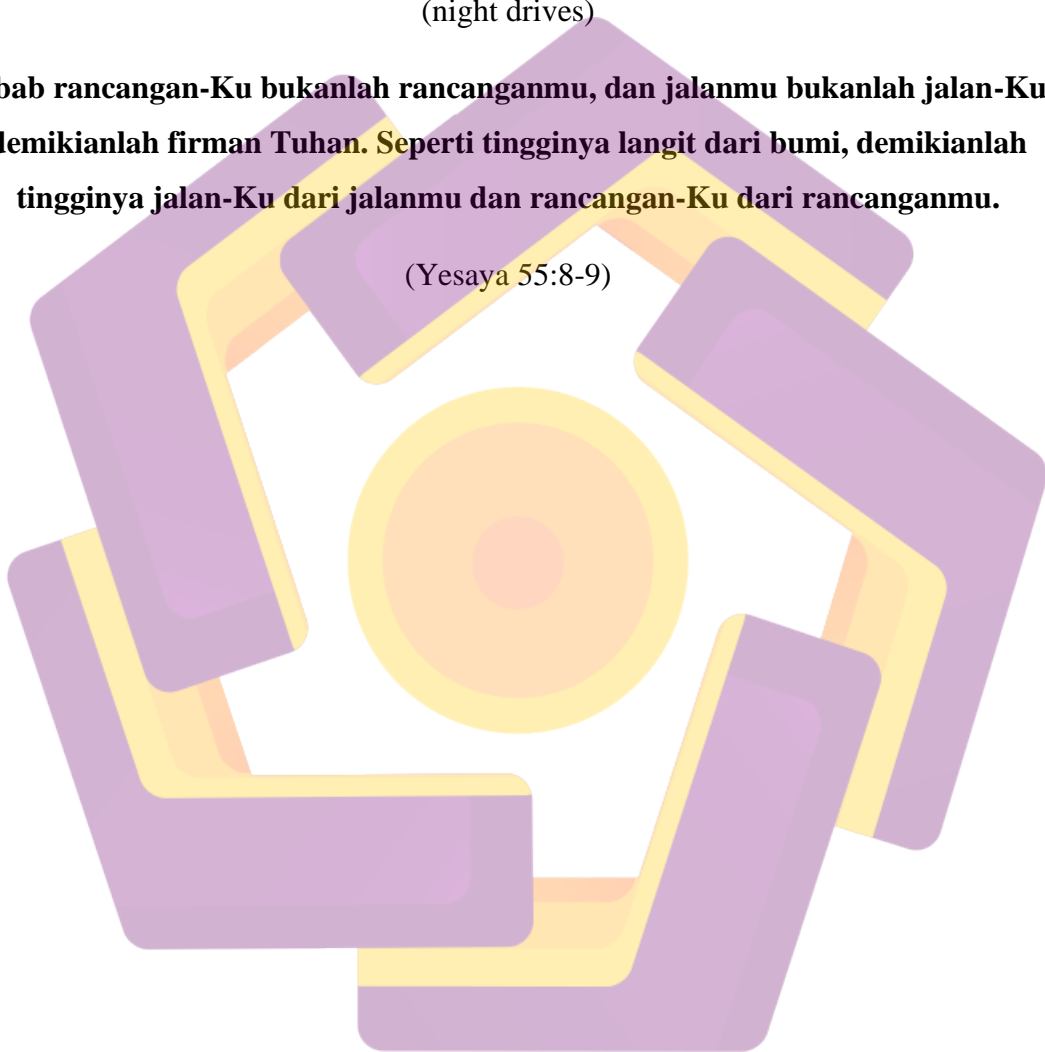 (night drives)
bab rancangan-Ku bukanlah rancanganmu, dan jalanmu bukanlah jalan-Ku
demikianlah firman Tuhan. Seperti tingginya langit dari bumi, demikianlah
tingginya jalan-Ku dari jalanmu dan rancangan-Ku dari rancanganmu.
(Yesaya 55:8-9)